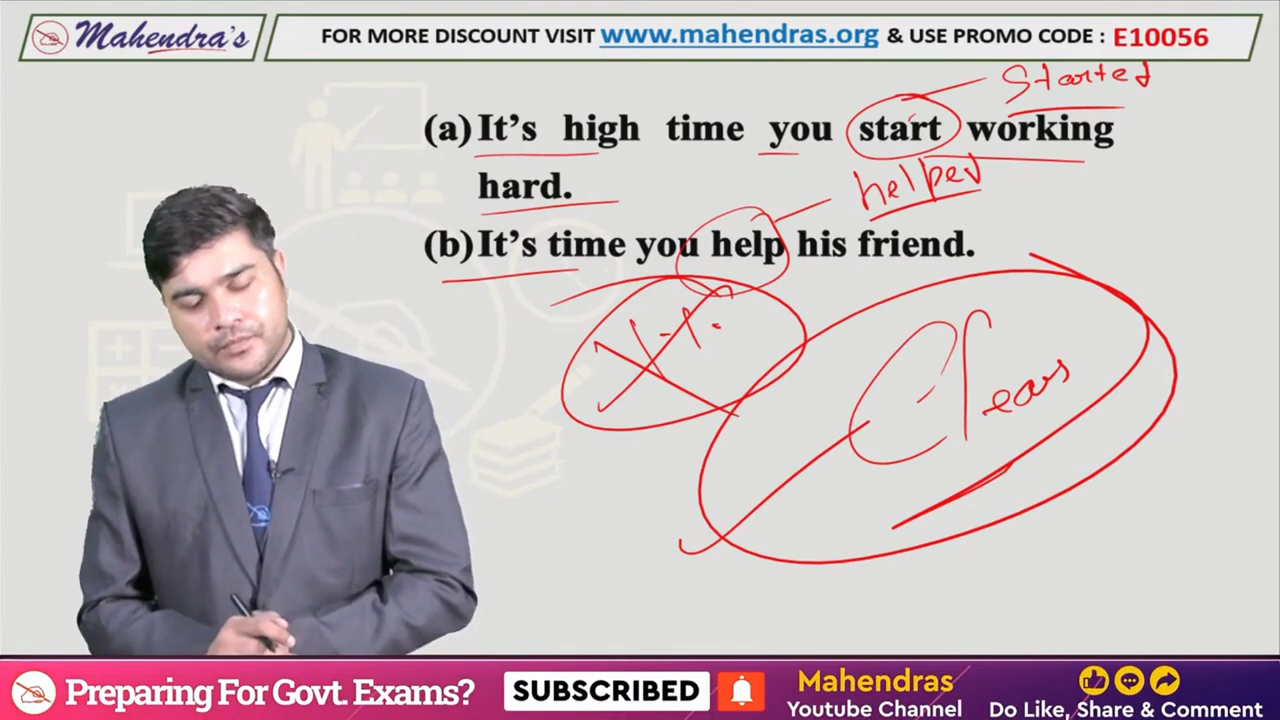 Mahendra's
FOR MORE DISCOUNT VISIT www.mahendras.org & USE PROMO CODE : E10056
Started
(a) It's high time you start working
hard.
helped
(b) It's time you help his friend.
Clear
Preparing For Govt. Exams?
SUBSCRIBED
Mahendras
Youtube Channel
Do Like, Share & Comment